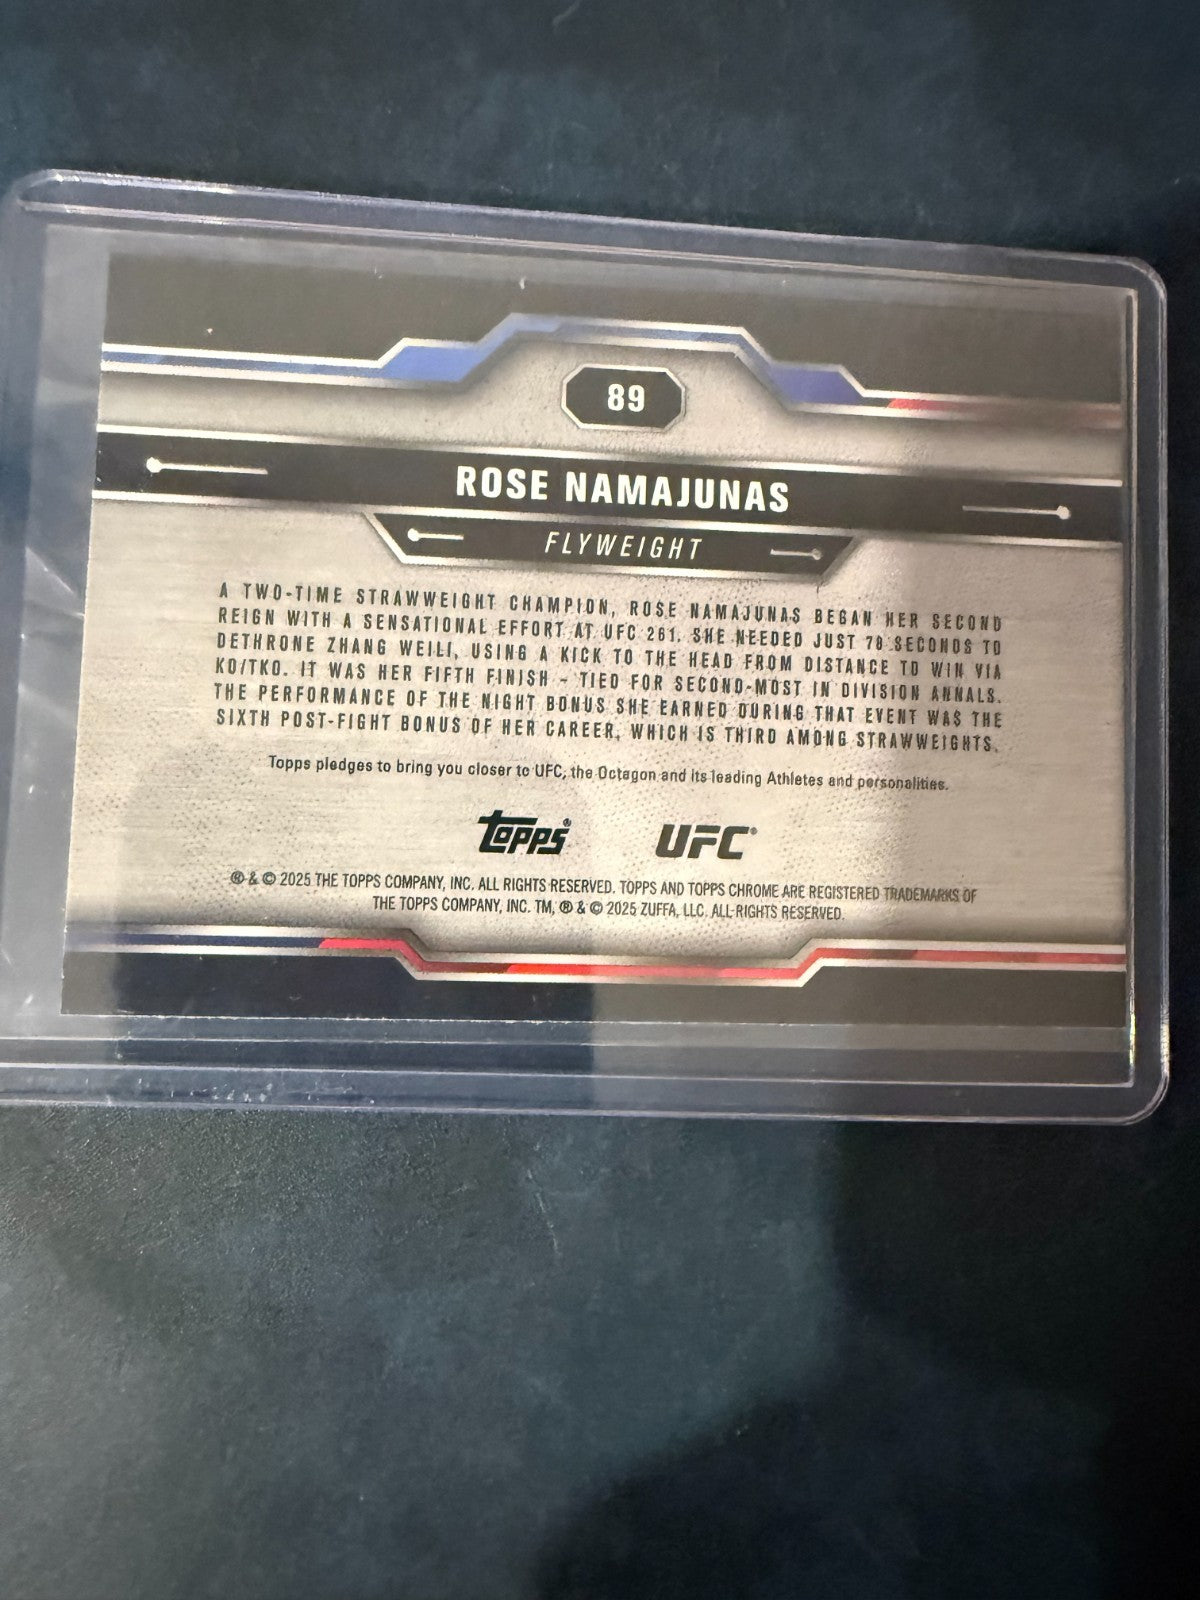 89
ROSE NAMAJUNAS
FLYWEIGHT
A TWO-TIME STRAWWEIGHT CHAMPION, ROSE NAMAJUNAS BEGAN HER SECOND
REIGN WITH A SENSATIONAL EFFORT AT UFC 261. SHE NEEDED JUST 78 SECONDS TO
DETHRONE ZHANG WEILI, USING A KICK TO THE HEAD FROM DISTANCE TO WIN VIA
KO/TKO. IT WAS HER FIFTH FINISH – TIED FOR SECOND-MOST IN DIVISION ANNALS.
THE PERFORMANCE OF THE NIGHT BONUS SHE EARNED DURING THAT EVENT WAS THE
SIXTH POST-FIGHT BONUS OF HER CAREER, WHICH IS THIRD AMONG STRAWWEIGHTS.
Topps pledges to bring you closer to UFC, the Octagon and its leading Athletes and personalities.
Topps® UFC®
® & © 2025 THE TOPPS COMPANY, INC. ALL RIGHTS RESERVED. TOPPS AND TOPPS CHROME ARE REGISTERED TRADEMARKS OF
THE TOPPS COMPANY, INC. TM, ® & © 2025 ZUFFA, LLC. ALL RIGHTS RESERVED.